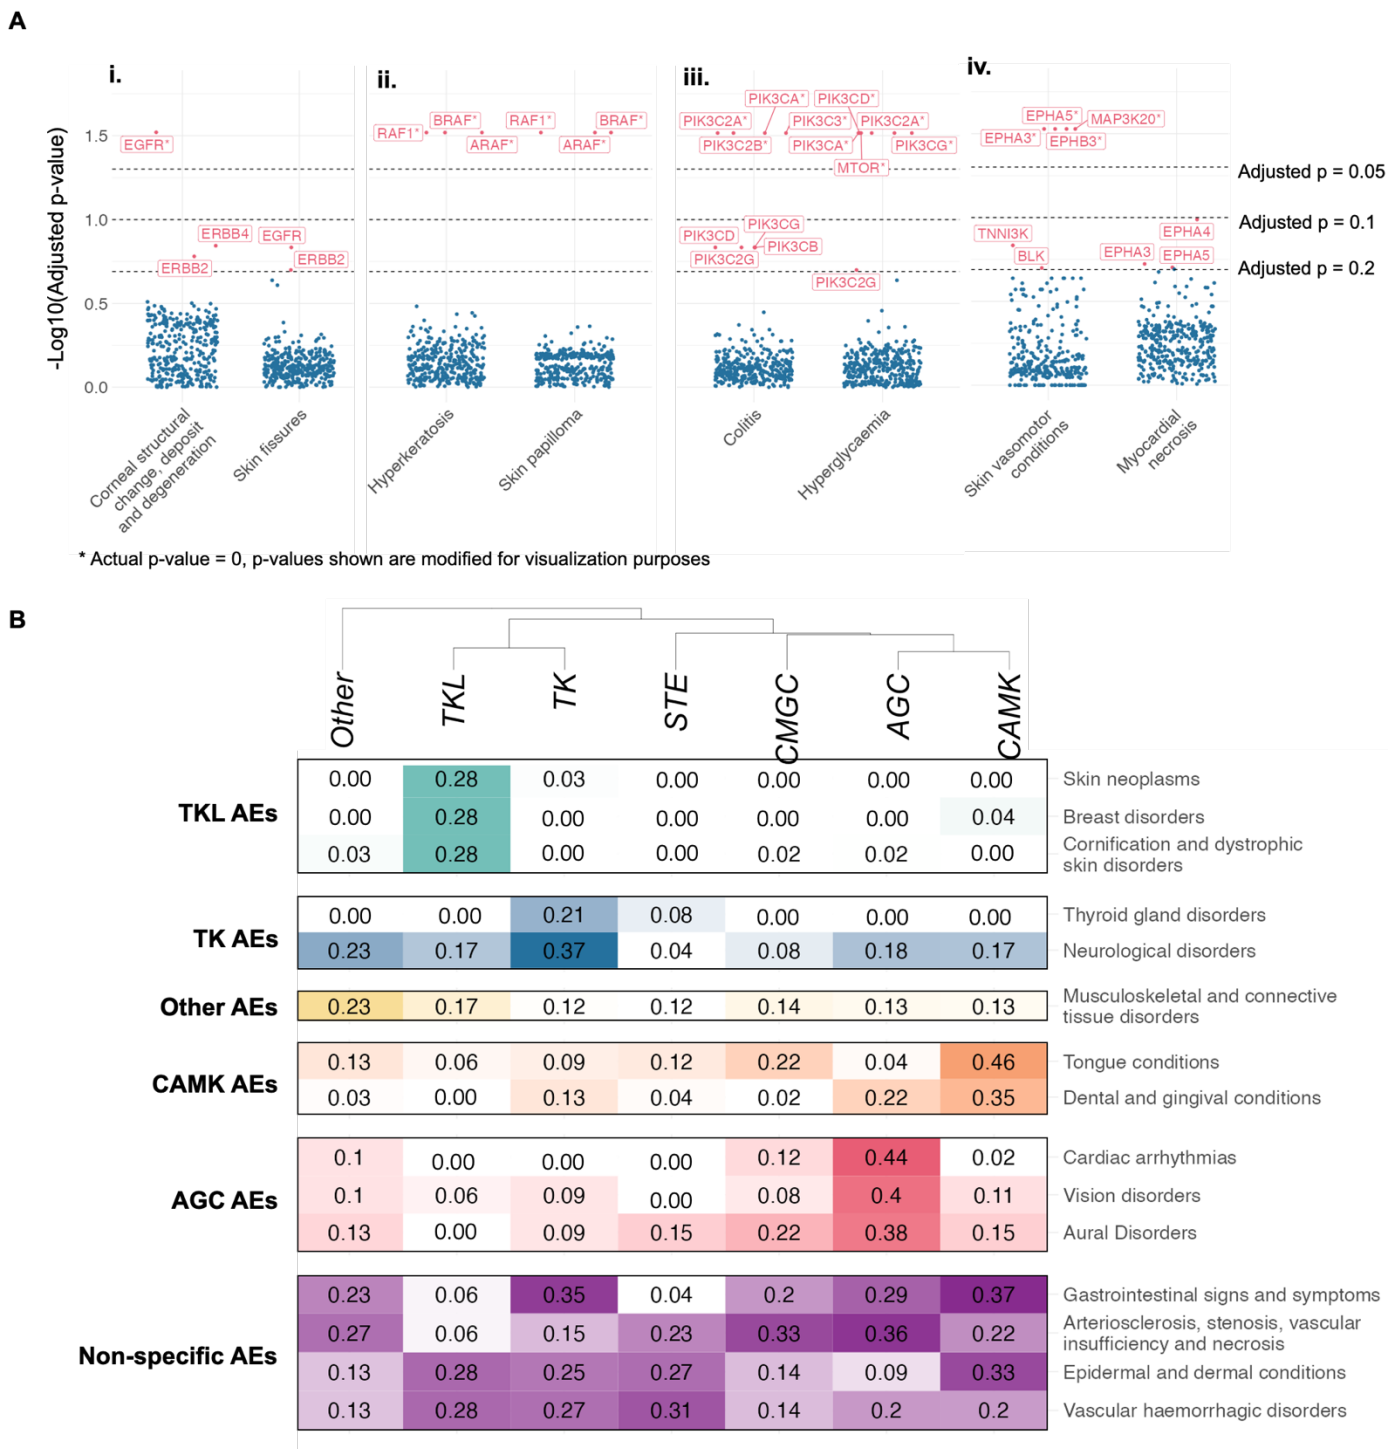 A
i.
ii.
iii.
iv.
-Log10(Adjusted p-value)
1.5
1.0
0.5
0.0
EGFR*
ERBB4
EGFR
ERBB2
ERBB2
RAF1*
BRAF*
ARAF*
RAF1*
ARAF*
BRAF*
PIK3CA*
PIK3CD*
PIK3C2A*
PIK3C3*
PIK3C2A*
PIK3C2B*
PIK3CA*
PIK3CG*
MTOR*
PIK3CG
PIK3CD
PIK3CB
PIK3C2G
PIK3C2G
EPHA5*
MAP3K20*
EPHA3*
EPHB3*
TNNI3K
BLK
EPHA4
EPHA3
EPHA5
Adjusted p = 0.05
Adjusted p = 0.1
Adjusted p = 0.2
Corneal structural
change, deposit
and degeneration
Skin fissures
Hyperkeratosis
Skin papilloma
Colitis
Hyperglycaemia
Skin vasomotor
conditions
Myocardial
necrosis
* Actual p-value = 0, p-values shown are modified for visualization purposes
B
Other
TKL
TK
STE
CMGC
AGC
CAMK
TKL AEs
0.00 0.28 0.03 0.00 0.00 0.00 0.00 Skin neoplasms
0.00 0.28 0.00 0.00 0.00 0.00 0.04 Breast disorders
0.03 0.28 0.00 0.00 0.02 0.02 0.00 Cornification and dystrophic
skin disorders
TK AEs
0.00 0.00 0.21 0.08 0.00 0.00 0.00 Thyroid gland disorders
0.23 0.17 0.37 0.04 0.08 0.18 0.17 Neurological disorders
Other AEs
0.23 0.17 0.12 0.12 0.14 0.13 0.13 Musculoskeletal and connective
tissue disorders
CAMK AEs
0.13 0.06 0.09 0.12 0.22 0.04 0.46 Tongue conditions
0.03 0.00 0.13 0.04 0.02 0.22 0.35 Dental and gingival conditions
AGC AEs
0.1 0.00 0.00 0.00 0.12 0.44 0.02 Cardiac arrhythmias
0.1 0.06 0.09 0.00 0.08 0.4 0.11 Vision disorders
0.13 0.00 0.09 0.15 0.22 0.38 0.15 Aural Disorders
Non-specific AEs
0.23 0.06 0.35 0.04 0.2 0.29 0.37 Gastrointestinal signs and symptoms
0.27 0.06 0.15 0.23 0.33 0.36 0.22 Arteriosclerosis, stenosis, vascular
insufficiency and necrosis
0.13 0.28 0.25 0.27 0.14 0.09 0.33 Epidermal and dermal conditions
0.13 0.28 0.27 0.31 0.14 0.2 0.2 Vascular haemorrhagic disorders